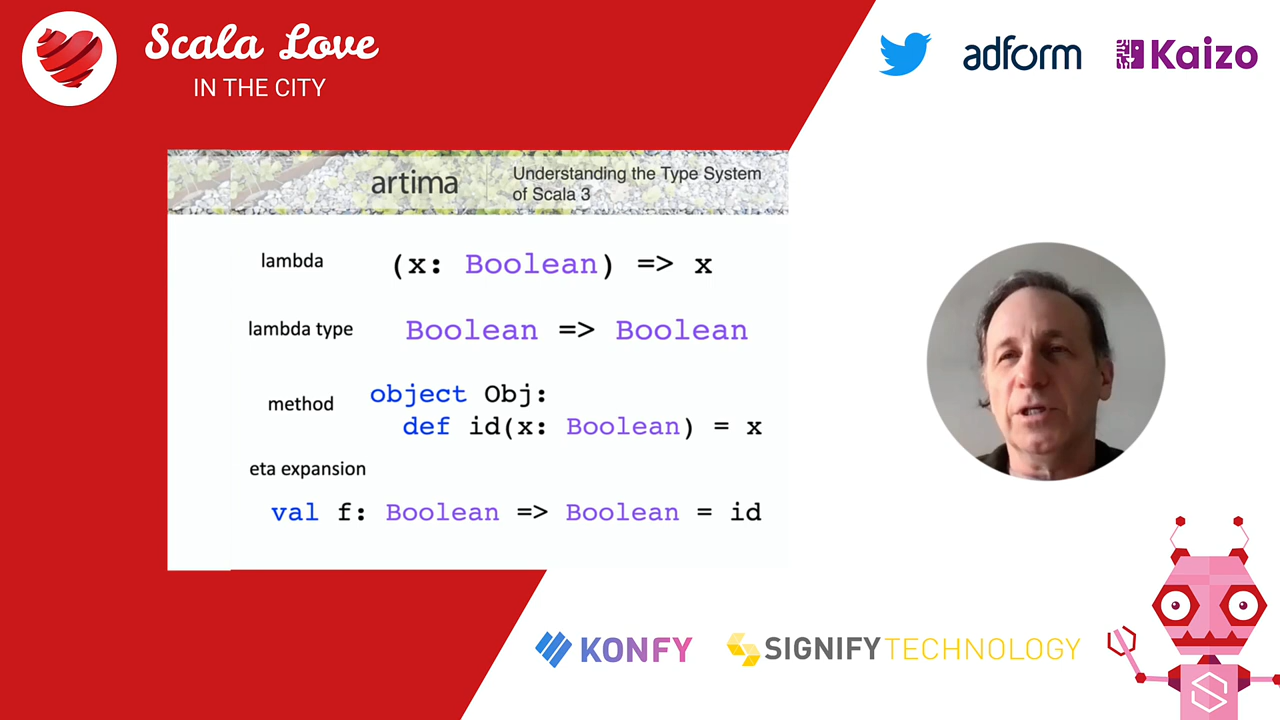 Scala Love
IN THE CITY
adform
Kaizo
artima
Understanding the Type System
of Scala 3
lambda
(x: Boolean) => x
lambda type
Boolean => Boolean
method
object Obj:
def id(x: Boolean) = x
eta expansion
val f: Boolean => Boolean = id
KONFY
SIGNIFYTECHNOLOGY